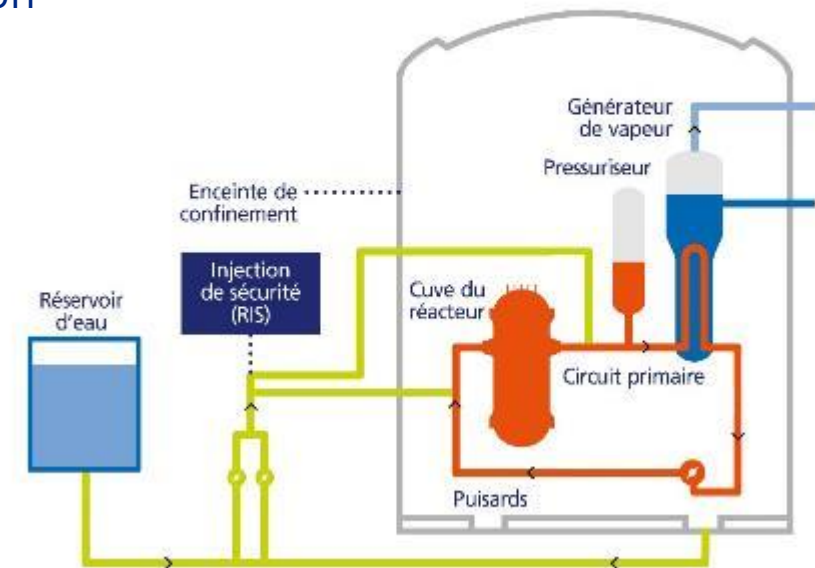 Générateur
de vapeur
Pressuriseur
Enceinte de
confinement
Injection
de sécurité
(RIS)
Cuve du
réacteur
Réservoir
d'eau
Circuit primaire
Puisards